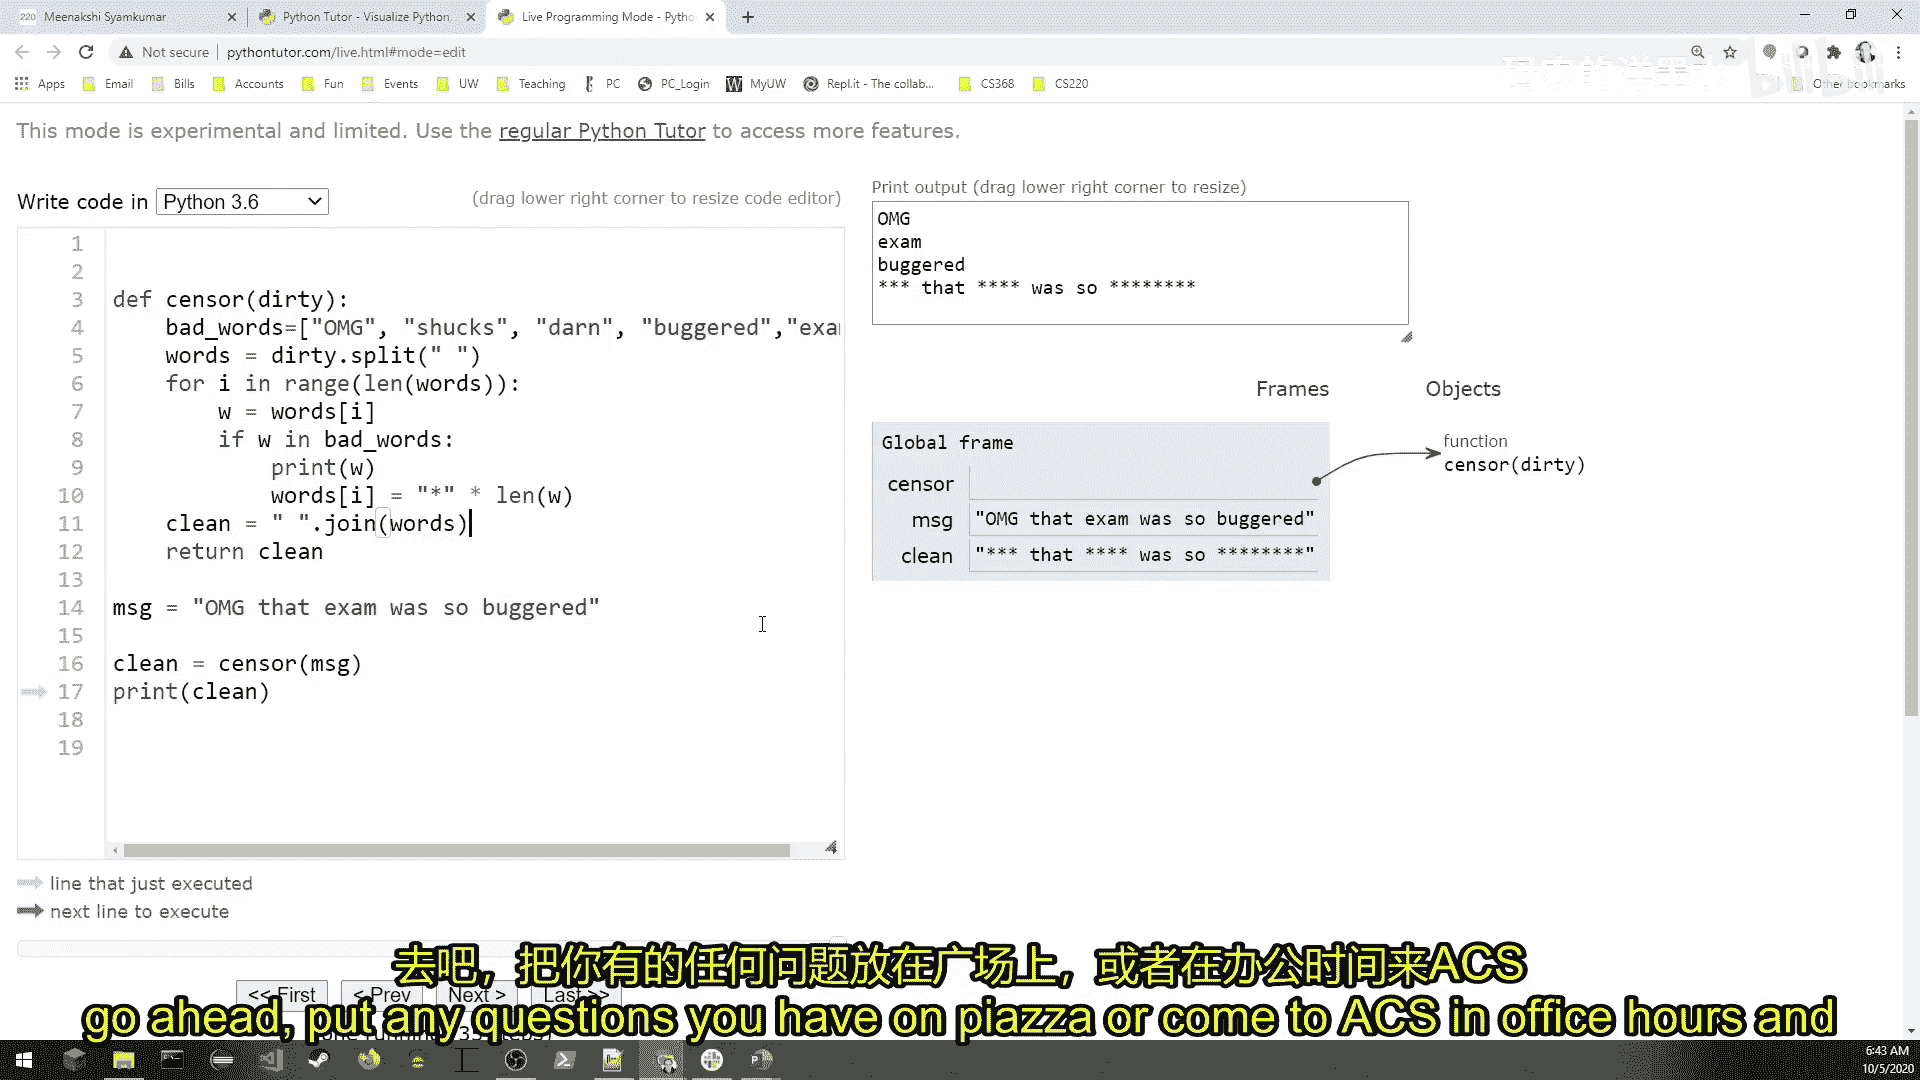 Meenakshi Syamkumar
Python Tutor - Visualize Python,
Live Programming Mode - Pytho
Not secure
pythontutor.com/live.html#mode=edit
Apps Email Bills Accounts Fun Events UW Teaching PC PC_Login MyUW Repl.it - The collab... CS368 CS220 Other bookmarks
This mode is experimental and limited. Use the regular Python Tutor to access more features.
Write code in Python 3.6
(drag lower right corner to resize code editor)
1
2
3 def censor(dirty):
4 bad_words=["OMG", "shucks", "darn", "buggered","exa
5 words = dirty.split(" ")
6 for i in range(len(words)):
7 w = words[i]
8 if w in bad_words:
9 print(w)
10 words[i] = "*" * len(w)
11 clean = " ".join(words)
12 return clean
13
14 msg = "OMG that exam was so buggered"
15
16 clean = censor(msg)
17 print(clean)
18
19
line that just executed
next line to execute
<< First < Prev Next > Last >>
Print output (drag lower right corner to resize)
OMG
exam
buggered
*** that **** was so ********
Frames Objects
Global frame
censor
msg "OMG that exam was so buggered"
clean "*** that **** was so ********"
function
censor(dirty)
去吧，把你有的任何问题放在广场上，或者在办公时间来ACS
go ahead, put any questions you have on piazza or come to ACS in office hours and
6:43 AM
10/5/2020